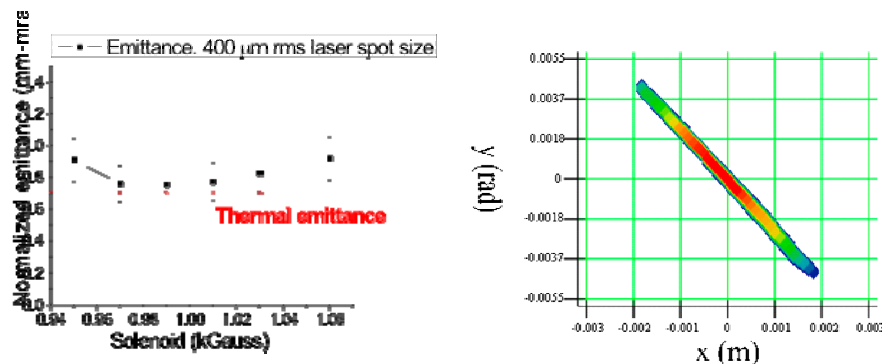 Emittance. 400 µm rms laser spot size
Normalized emittance (mm-mra
1.4
1.2
1.0
0.8
0.6
0.4
0.2
0.0
Thermal emittance
0.94 0.96 0.98 1.00 1.02 1.04 1.06
Solenoid (kGauss)
y (rad)
0.0055
0.0037
0.0018
0
-0.0018
-0.0037
-0.0055
-0.003 -0.002 -0.001 0 0.001 0.002 0.003
x (m)